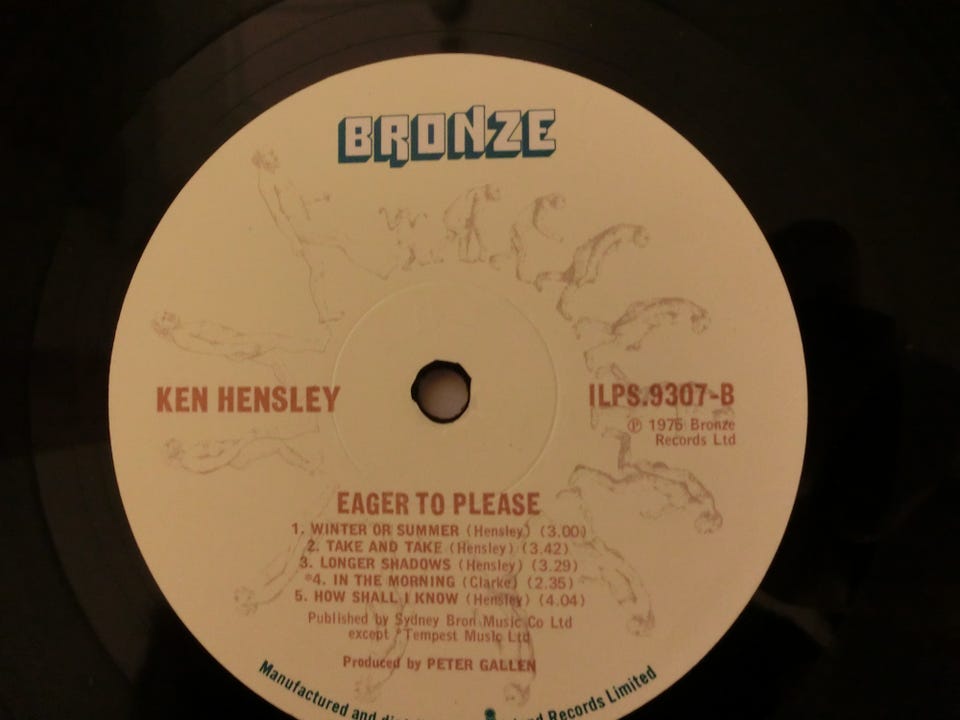 BRONZE
KEN HENSLEY
ILPS.9307-B
Ⓟ 1975 Bronze
Records Ltd
EAGER TO PLEASE
1. WINTER OR SUMMER (Hensley) (3.00)
2. TAKE AND TAKE (Hensley) (3.42)
3. LONGER SHADOWS (Hensley) (3.29)
*4. IN THE MORNING (Clarke) (2.35)
5. HOW SHALL I KNOW (Hensley) (4.04)
Published by Sydney Bron Music Co Ltd
except *Tempest Music Ltd
Produced by PETER GALLEN
Manufactured and Records Limited